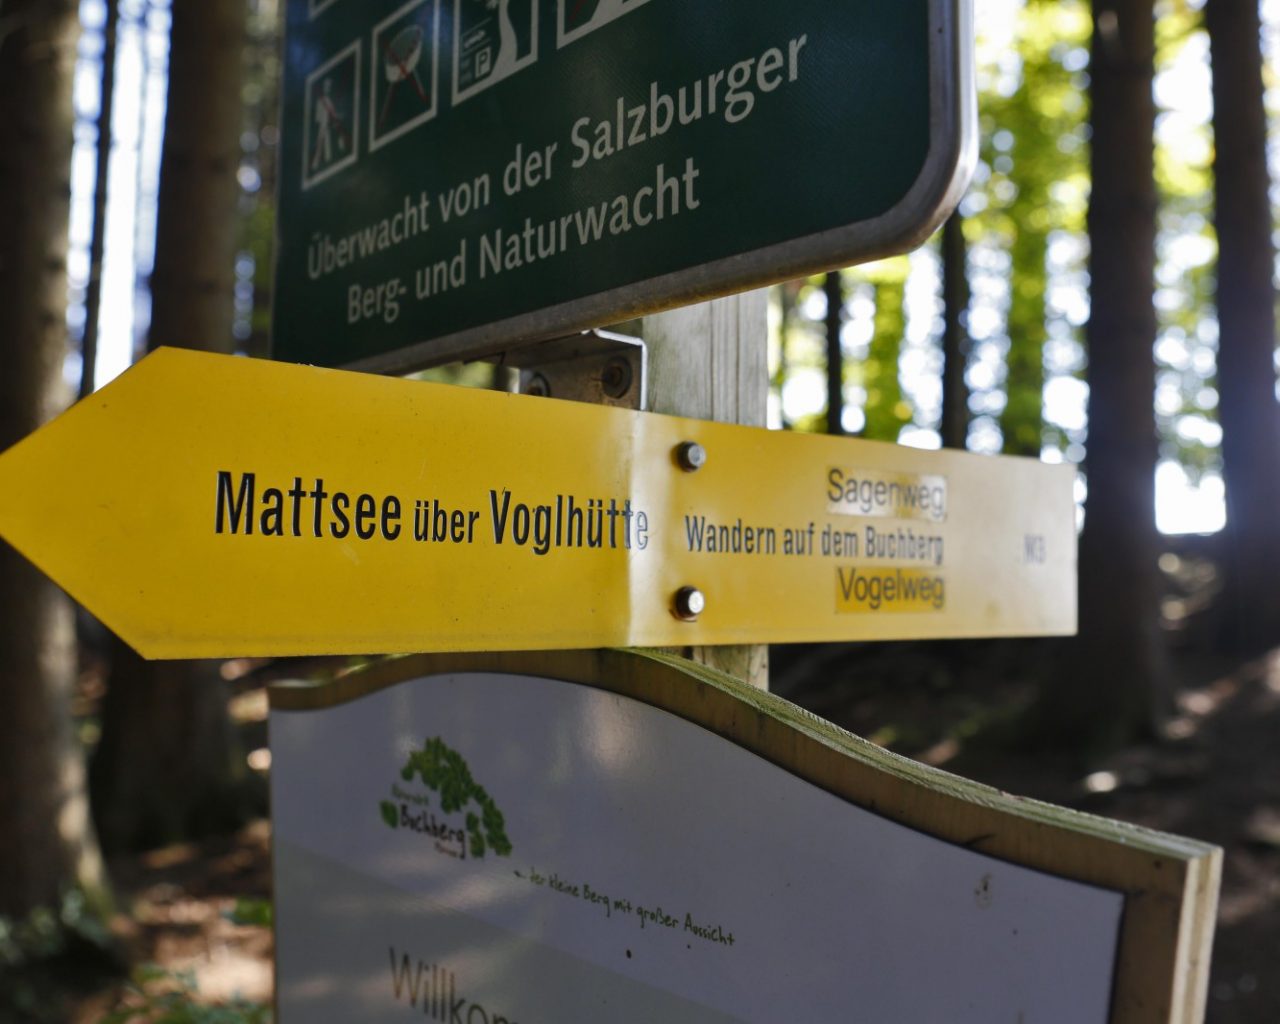 P
Überwacht von der Salzburger
Berg- und Naturwacht
Mattsee über Voglhütte
Sagenweg
Wandern auf dem Buchberg
Vogelweg
Buchberg
der kleine Berg mit großer Aussicht